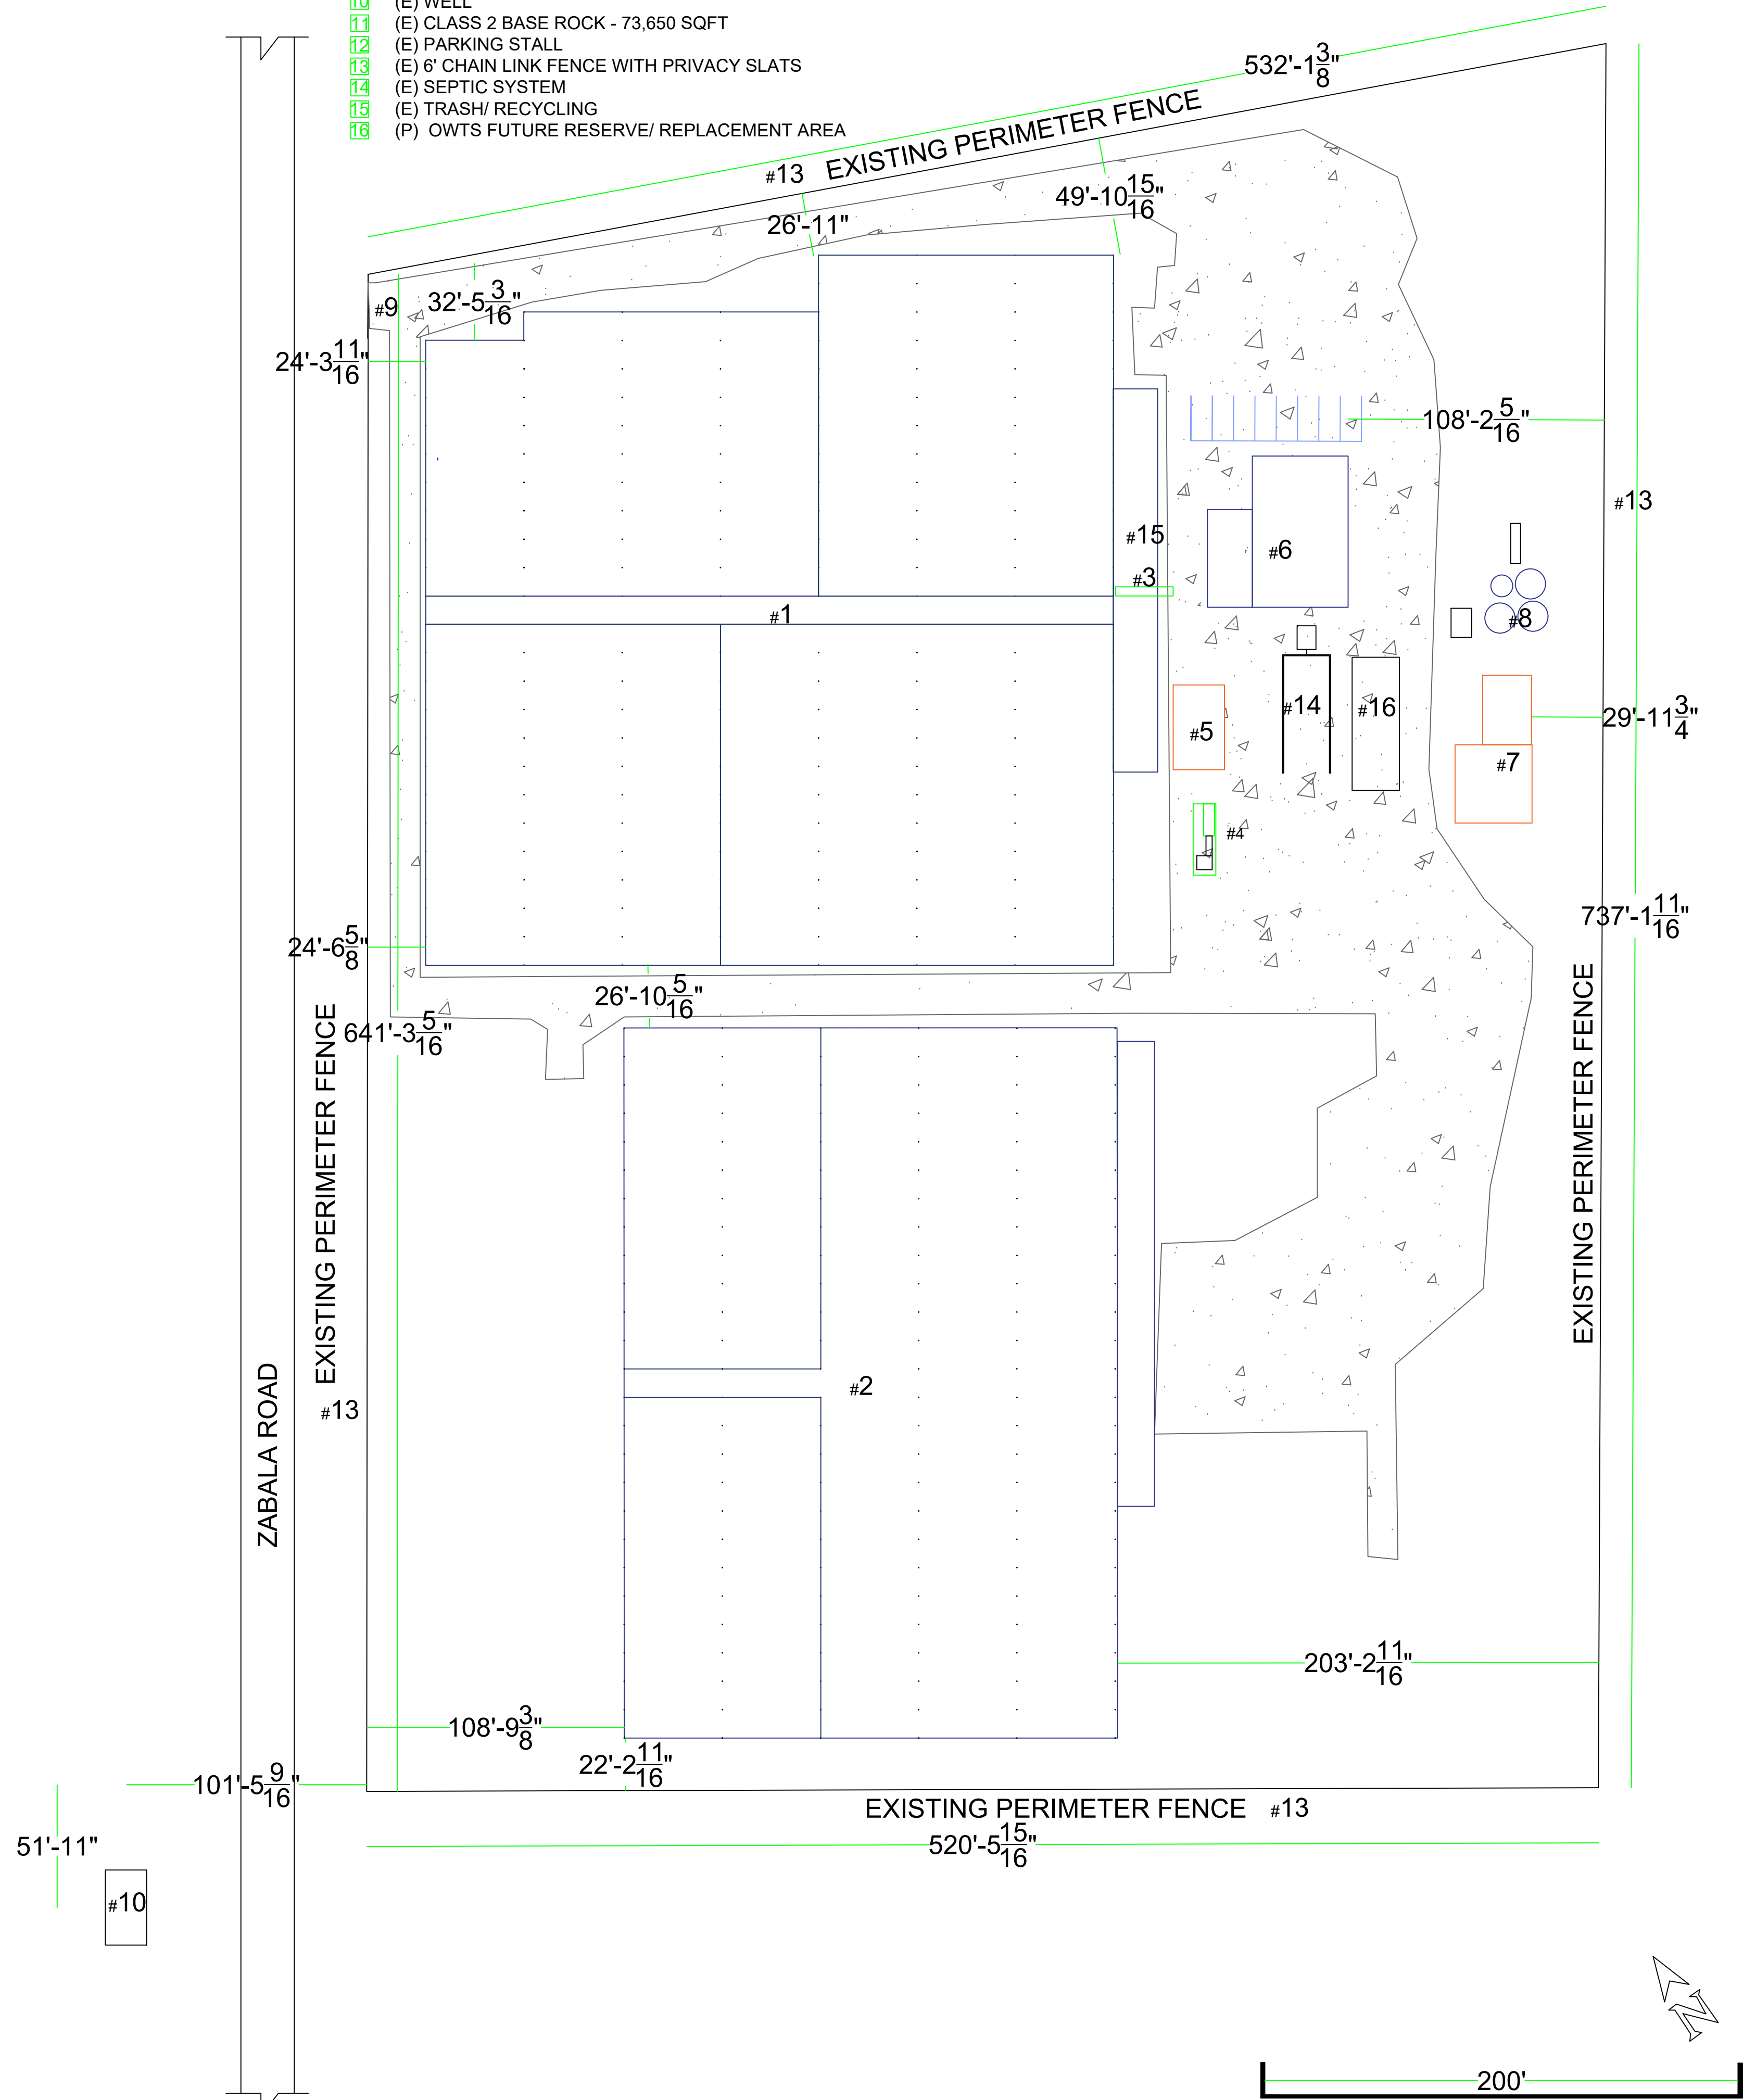 10 (E) WELL
11 (E) CLASS 2 BASE ROCK - 73,650 SQFT
12 (E) PARKING STALL
13 (E) 6' CHAIN LINK FENCE WITH PRIVACY SLATS
14 (E) SEPTIC SYSTEM
15 (E) TRASH/ RECYCLING
16 (P) OWTS FUTURE RESERVE/ REPLACEMENT AREA
532'-1 3/8"
#13 EXISTING PERIMETER FENCE
49'-10 15/16"
26'-11"
#9
32'-5 3/16"
24'-3 11/16"
108'-2 5/16"
#13
#15
#6
#3
#1
#8
#14
#16
29'-11 3/4"
#5
#7
#4
737'-1 11/16"
24'-6 5/8"
26'-10 5/16"
641'-3 5/16"
EXISTING PERIMETER FENCE
EXISTING PERIMETER FENCE
#2
#13
ZABALA ROAD
203'-2 11/16"
108'-9 3/8"
22'-2 11/16"
101'-5 9/16"
EXISTING PERIMETER FENCE #13
520'-5 15/16"
51'-11"
#10
N
200'